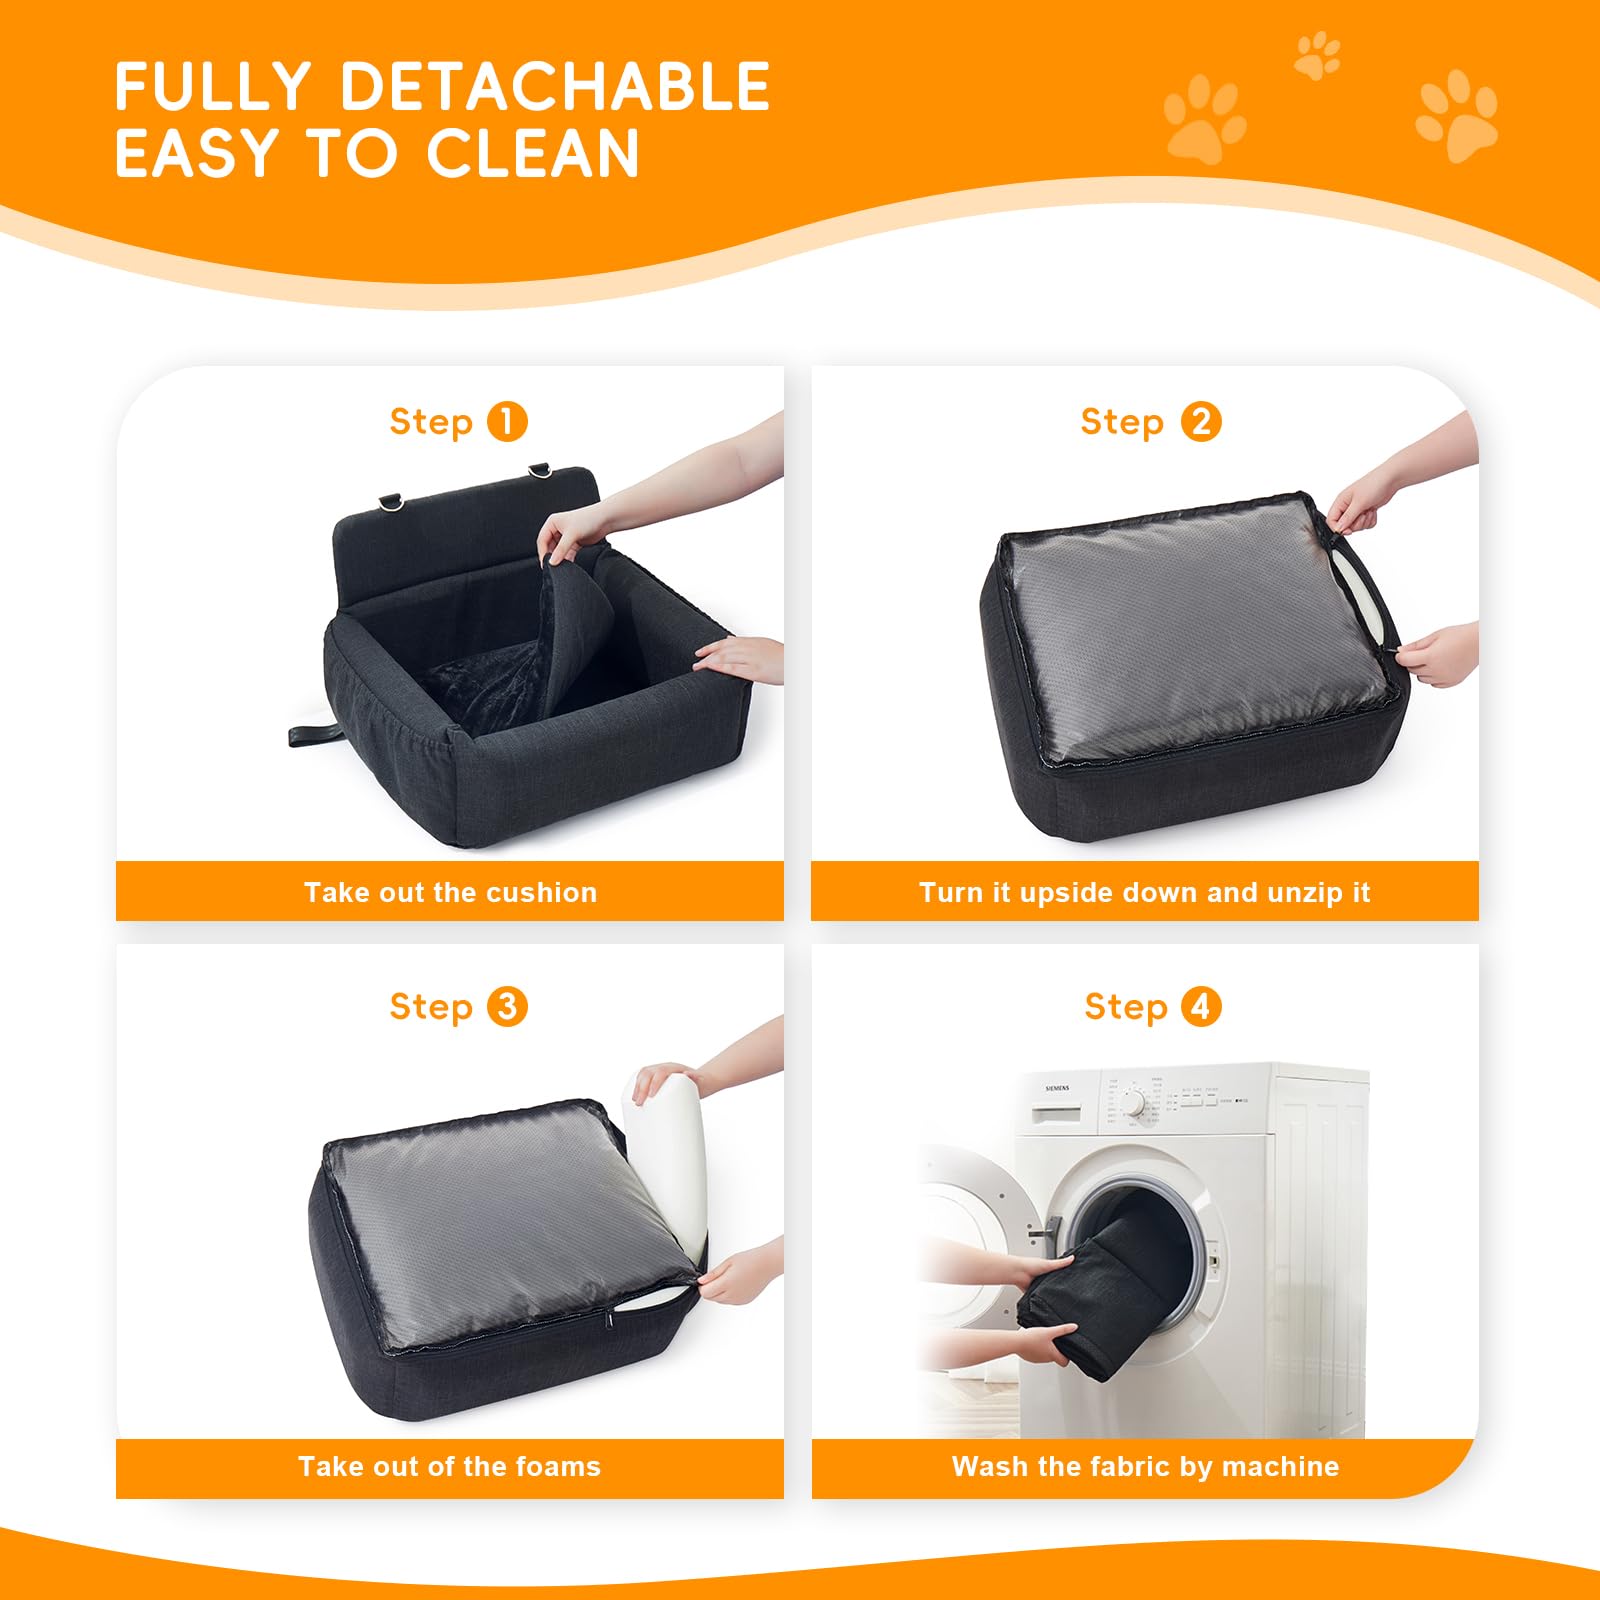 FULLY DETACHABLE
EASY TO CLEAN
Step 1
Take out the cushion
Step 2
Turn it upside down and unzip it
Step 3
Take out of the foams
Step 4
SIEMENS
Wash the fabric by machine